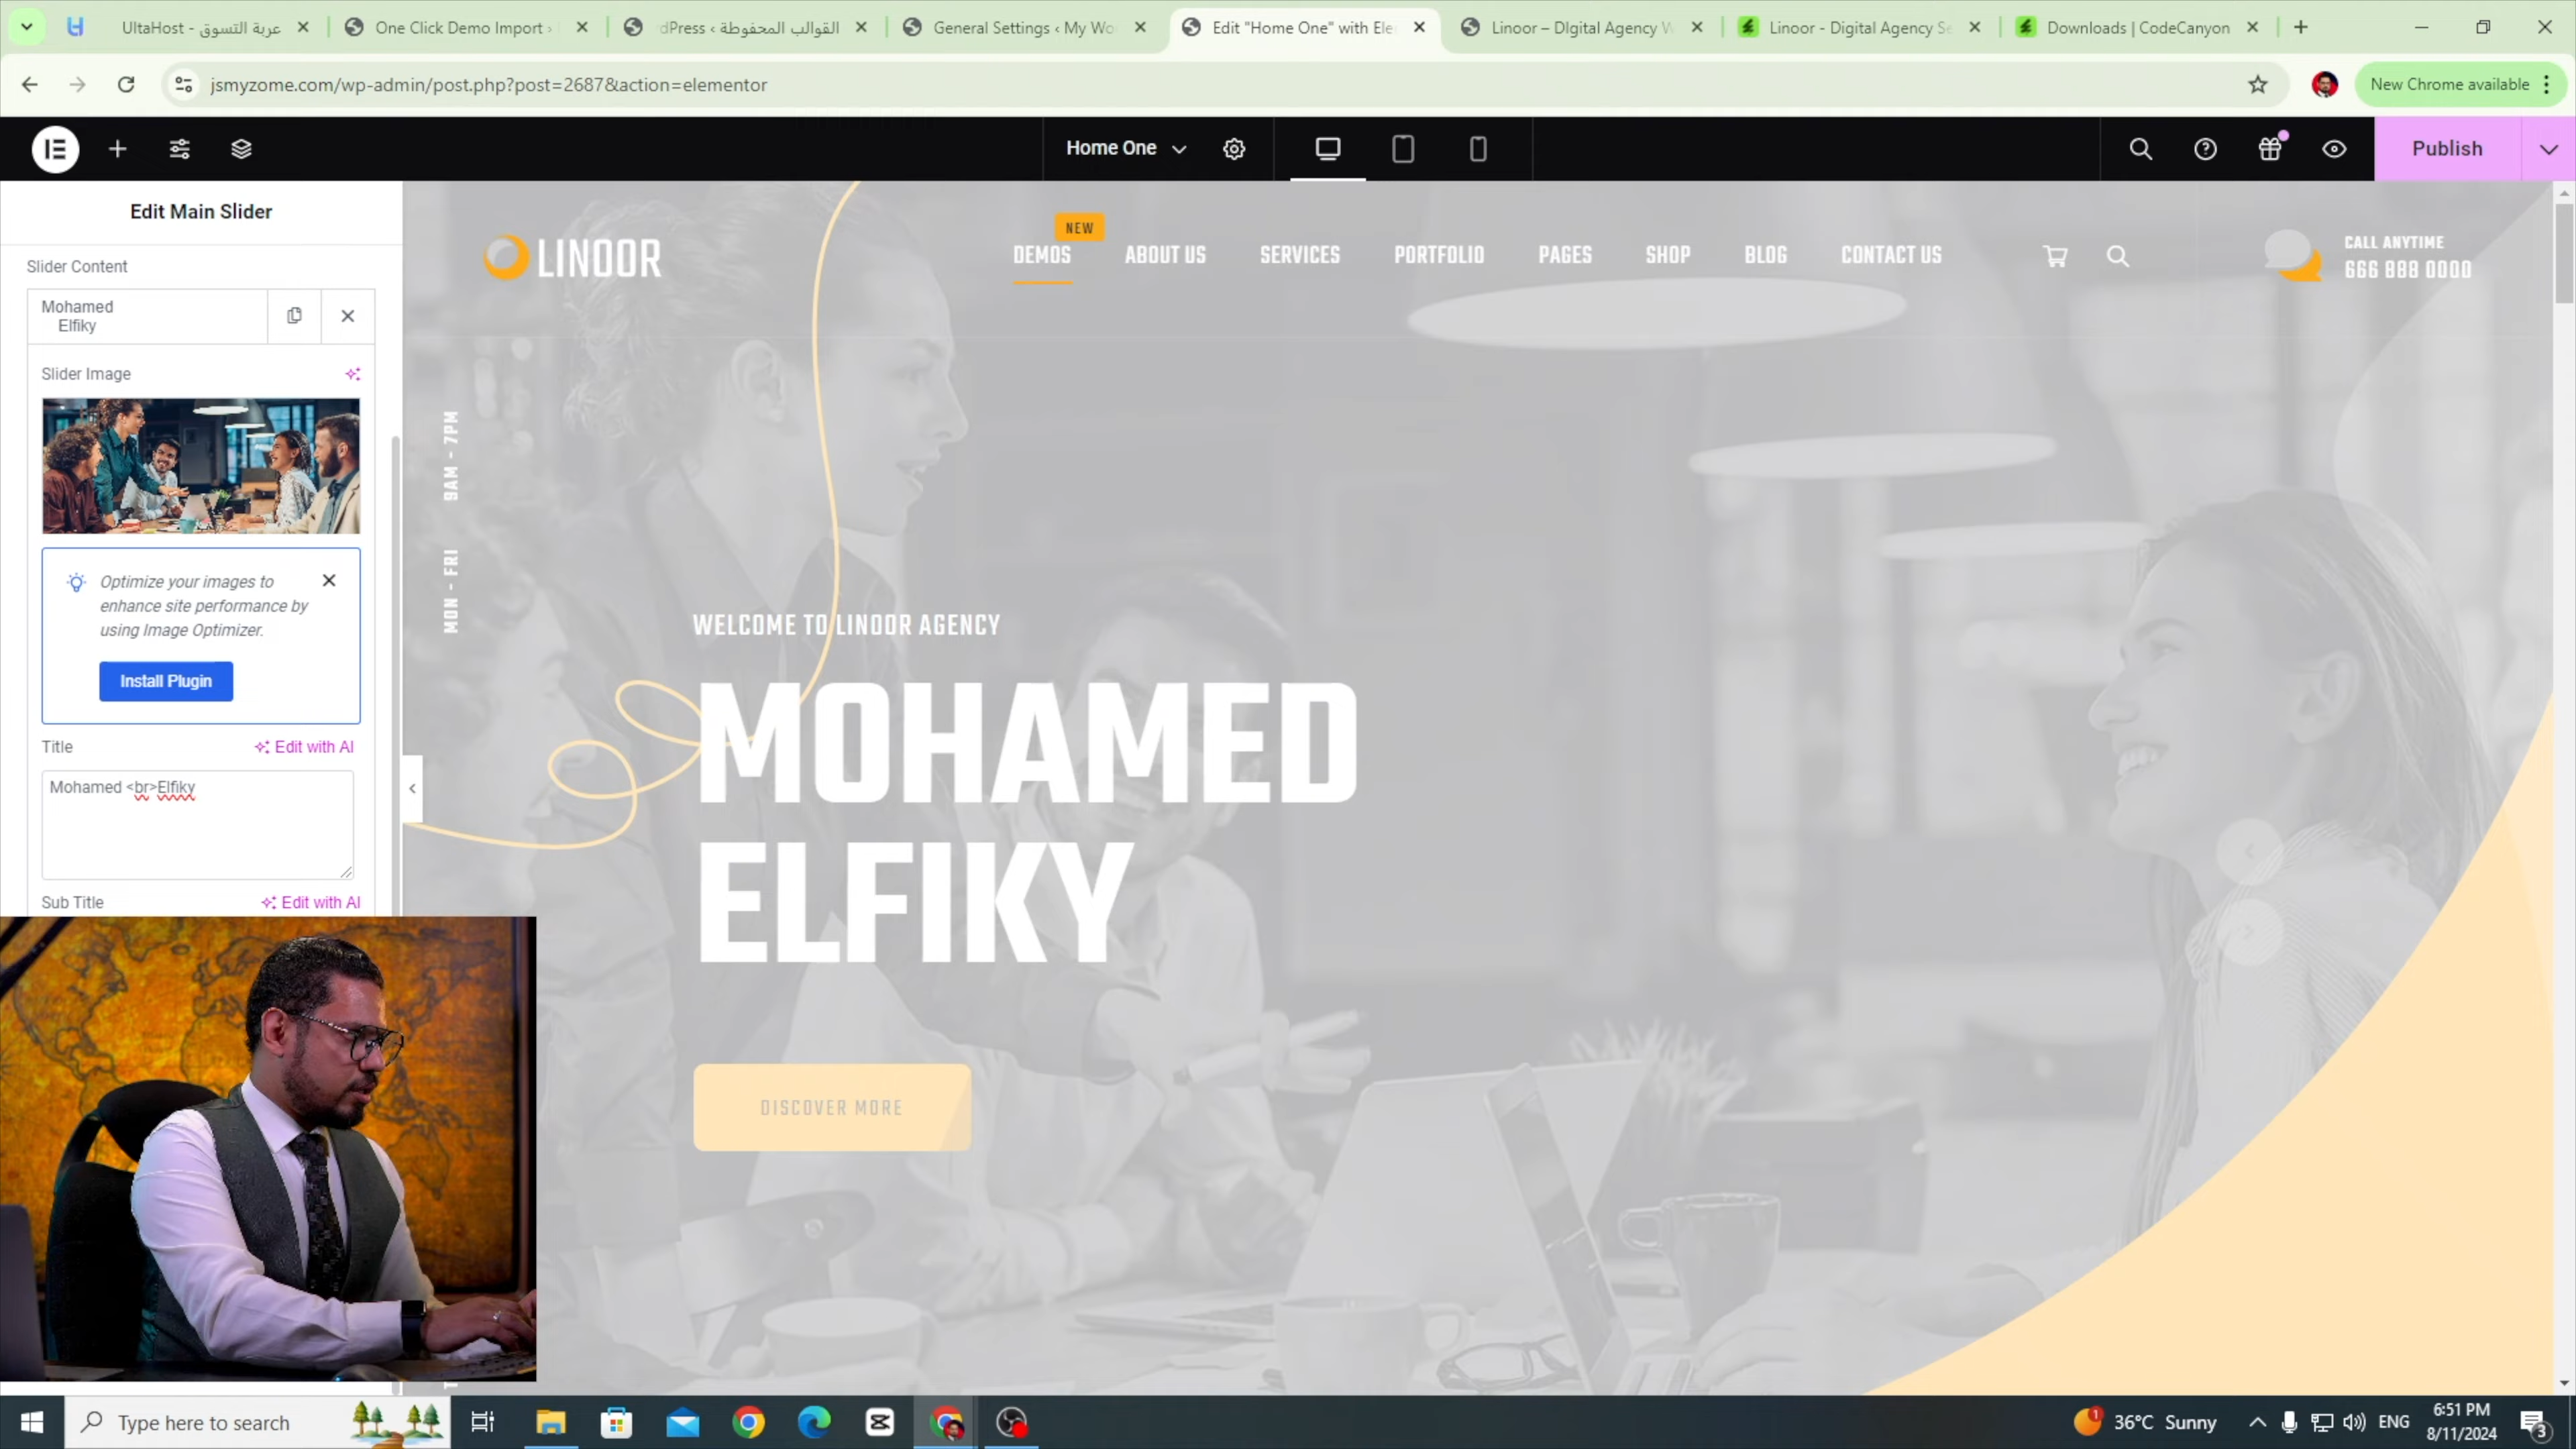 UltaHost - عربة التسوق
One Click Demo Import ›
dPress ‹ القوالب المحفوظة
General Settings ‹ My Wo
Edit "Home One" with Ele
Linoor – DIgital Agency W
Linoor - Digital Agency Se
Downloads | CodeCanyon
jsmyzome.com/wp-admin/post.php?post=2687&action=elementor
New Chrome available
Home One
Publish
Edit Main Slider
Slider Content
Mohamed
Elfiky
Slider Image
Optimize your images to
enhance site performance by
using Image Optimizer.
Install Plugin
Title
Edit with AI
Mohamed <br>Elfiky
Sub Title
Edit with AI
LINOOR
NEW
DEMOS
ABOUT US
SERVICES
PORTFOLIO
PAGES
SHOP
BLOG
CONTACT US
CALL ANYTIME
666 888 0000
MON - FRI
9AM - 7PM
WELCOME TO LINOOR AGENCY
MOHAMED
ELFIKY
DISCOVER MORE
Type here to search
1
36°C Sunny
ENG
6:51 PM
8/11/2024
3